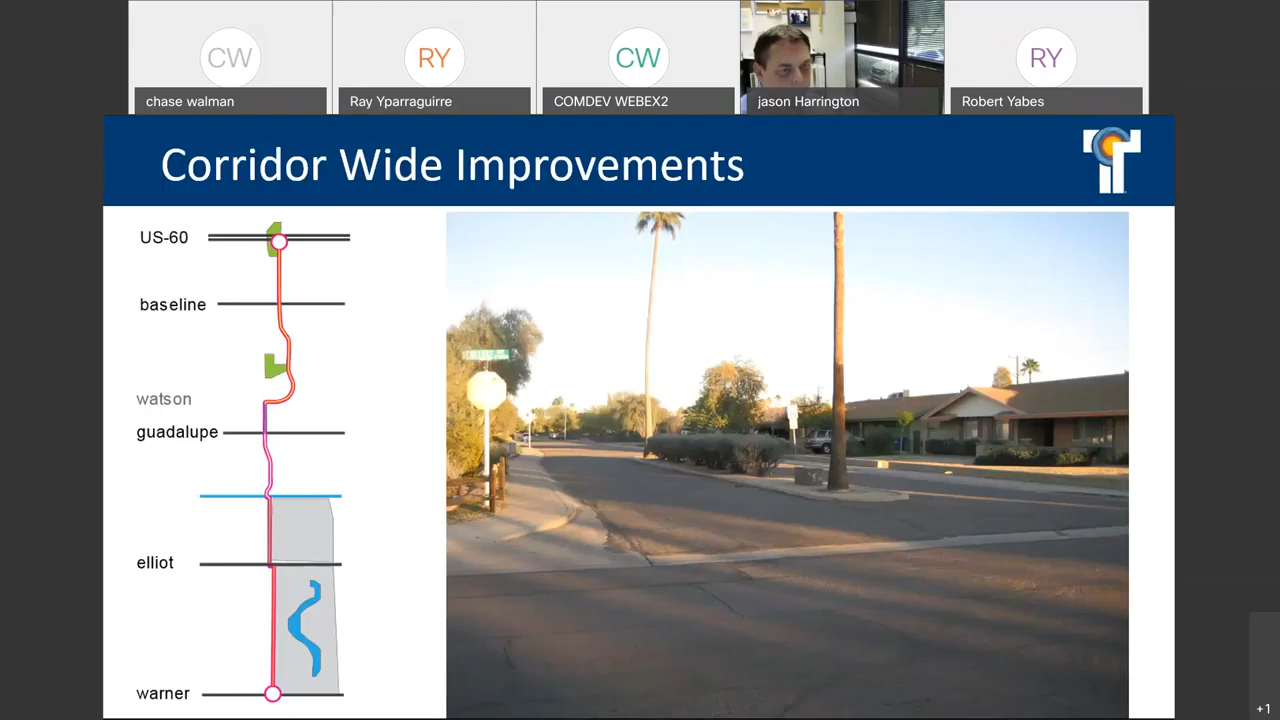 CW
RY
CW
RY
chase walman
Ray Yparraguirre
COMDEV WEBEX2
jason Harrington
Robert Yabes
Corridor Wide Improvements
US-60
baseline
watson
guadalupe
elliot
warner
+1